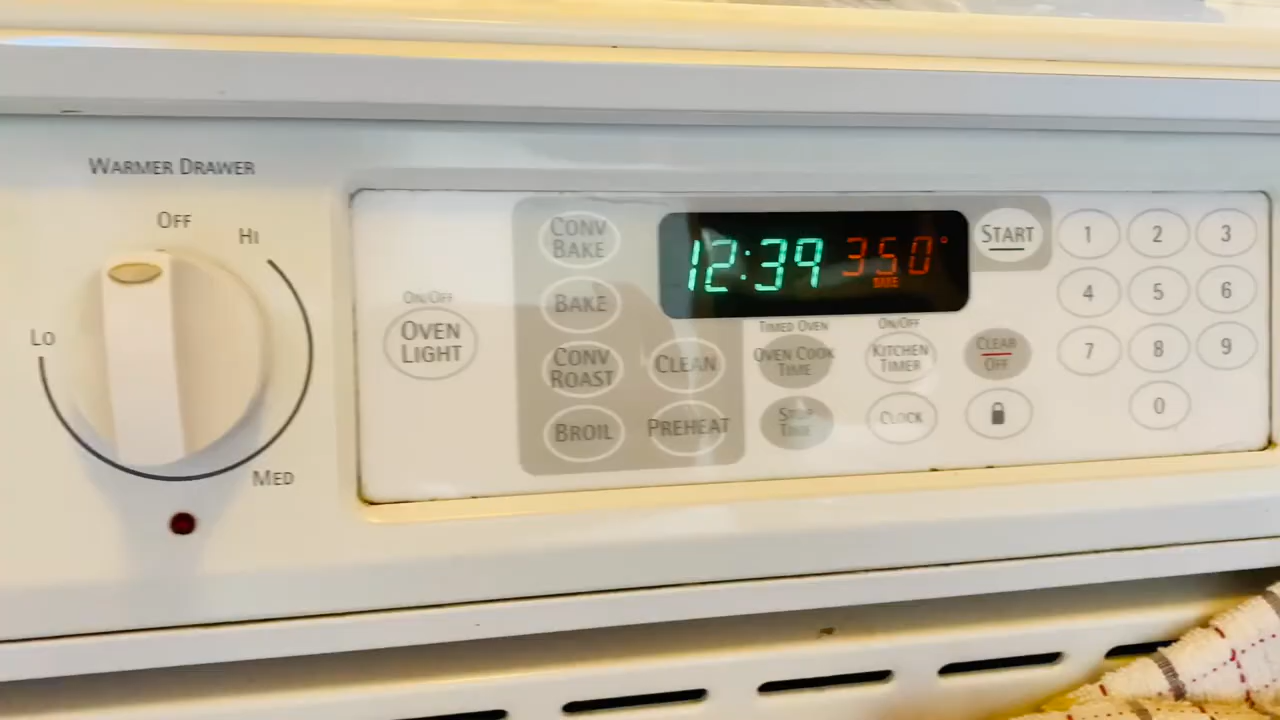 WARMER DRAWER
OFF
HI
LO
MED
ON/OFF
OVEN
LIGHT
CONV
BAKE
BAKE
CONV
ROAST
BROIL
CLEAN
PREHEAT
12:39 350°
BAKE
TIMED OVEN
OVEN COOK
TIME
STOP
TIME
ON/OFF
KITCHEN
TIMER
CLOCK
START
CLEAR
OFF
1 2 3
4 5 6
7 8 9
0